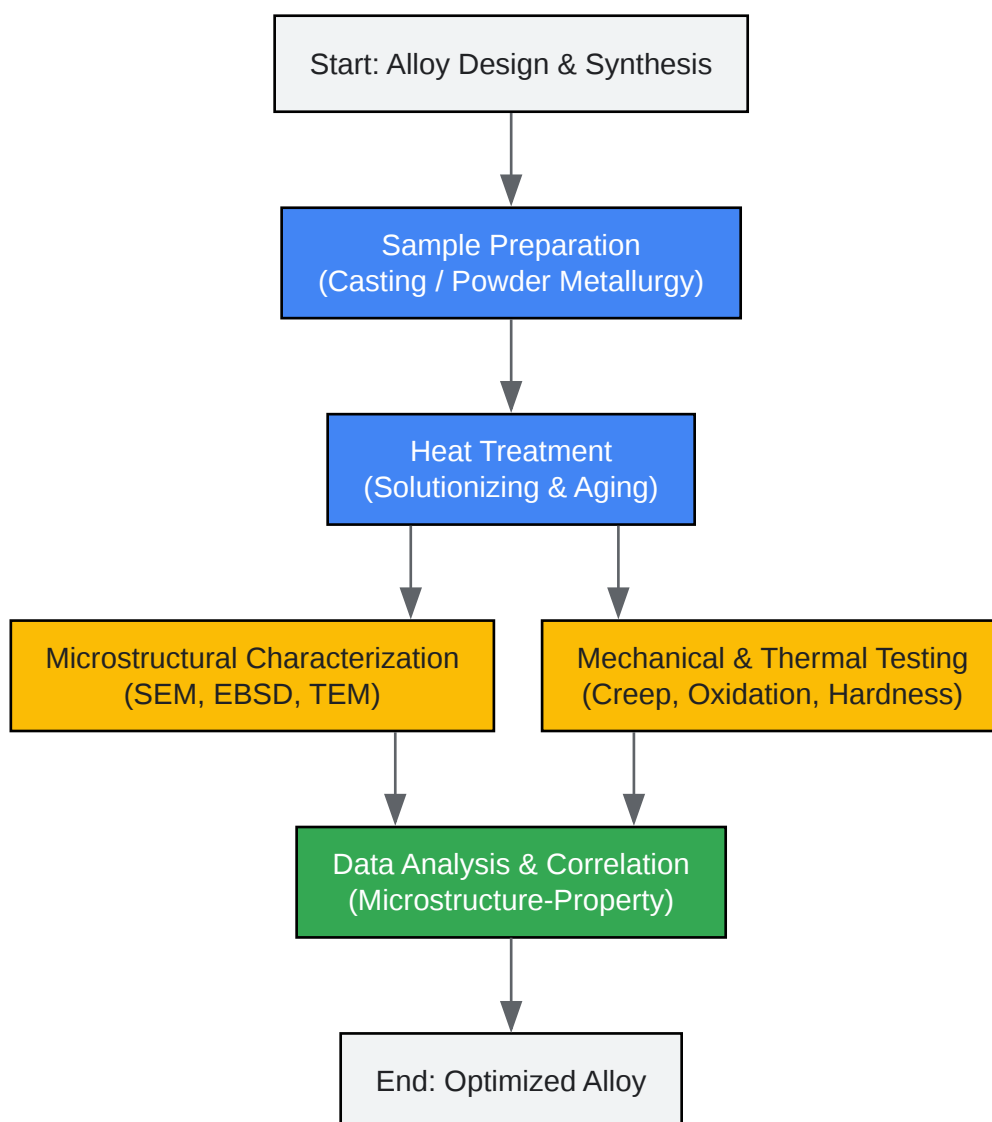 Start: Alloy Design & Synthesis
Sample Preparation
(Casting / Powder Metallurgy)
Heat Treatment
(Solutionizing & Aging)
Microstructural Characterization
(SEM, EBSD, TEM)
Mechanical & Thermal Testing
(Creep, Oxidation, Hardness)
Data Analysis & Correlation
(Microstructure-Property)
End: Optimized Alloy